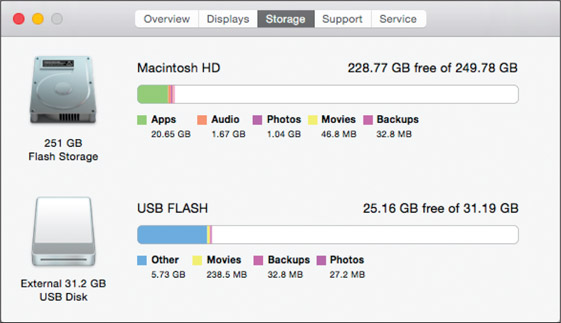 Overview Displays Storage Support Service
Macintosh HD 228.77 GB free of 249.78 GB
Apps Audio Photos Movies Backups
20.65 GB 1.67 GB 1.04 GB 46.8 MB 32.8 MB
251 GB
Flash Storage
USB FLASH 25.16 GB free of 31.19 GB
Other Movies Backups Photos
5.73 GB 238.5 MB 32.8 MB 27.2 MB
External 31.2 GB
USB Disk